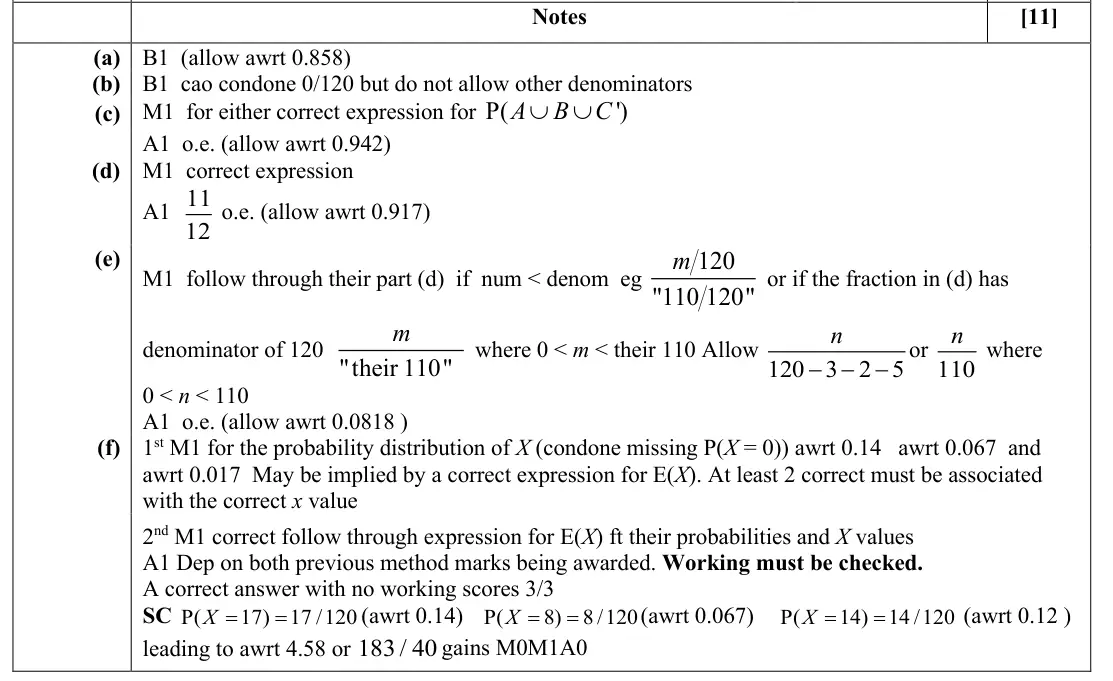 Notes [11]
(a) B1 (allow awrt 0.858)
(b) B1 cao condone 0/120 but do not allow other denominators
(c) M1 for either correct expression for P(A∪B∪C')
A1 o.e. (allow awrt 0.942)
(d) M1 correct expression
A1 11/12 o.e. (allow awrt 0.917)
(e) M1 follow through their part (d) if num < denom eg (m/120)/("110/120") or if the fraction in (d) has
denominator of 120 m/"their 110" where 0 < m < their 110 Allow n/(120−3−2−5) or n/110 where
0 < n < 110
A1 o.e. (allow awrt 0.0818 )
(f) 1st M1 for the probability distribution of X (condone missing P(X = 0)) awrt 0.14 awrt 0.067 and
awrt 0.017 May be implied by a correct expression for E(X). At least 2 correct must be associated
with the correct x value
2nd M1 correct follow through expression for E(X) ft their probabilities and X values
A1 Dep on both previous method marks being awarded. Working must be checked.
A correct answer with no working scores 3/3
SC P(X =17) =17/120 (awrt 0.14) P(X =8) =8/120 (awrt 0.067) P(X =14) =14/120 (awrt 0.12 )
leading to awrt 4.58 or 183 / 40 gains M0M1A0